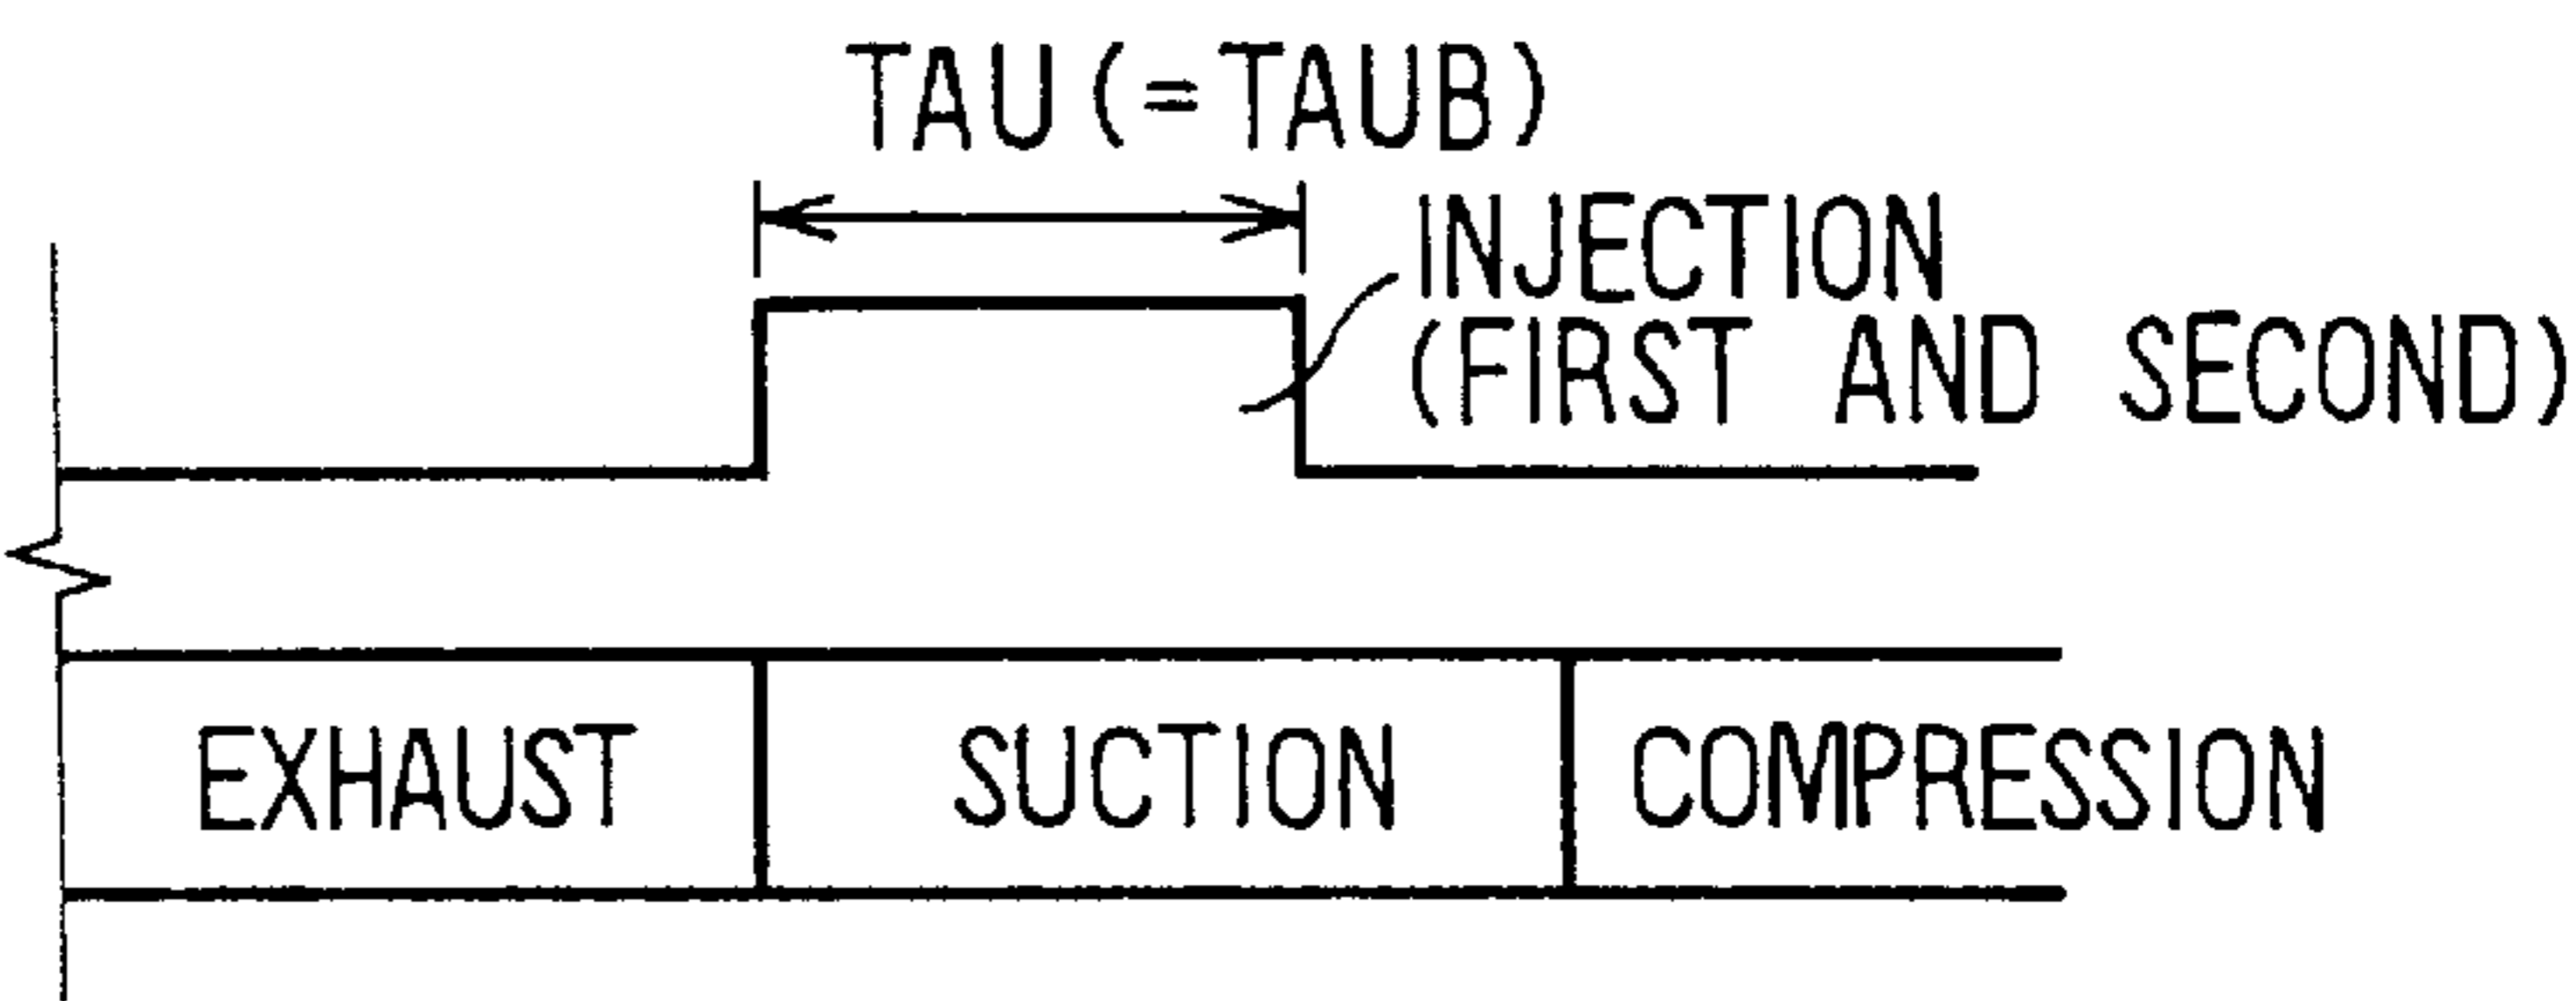 TAU(=TAUB)
INJECTION
(FIRST AND SECOND)
EXHAUST SUCTION COMPRESSION